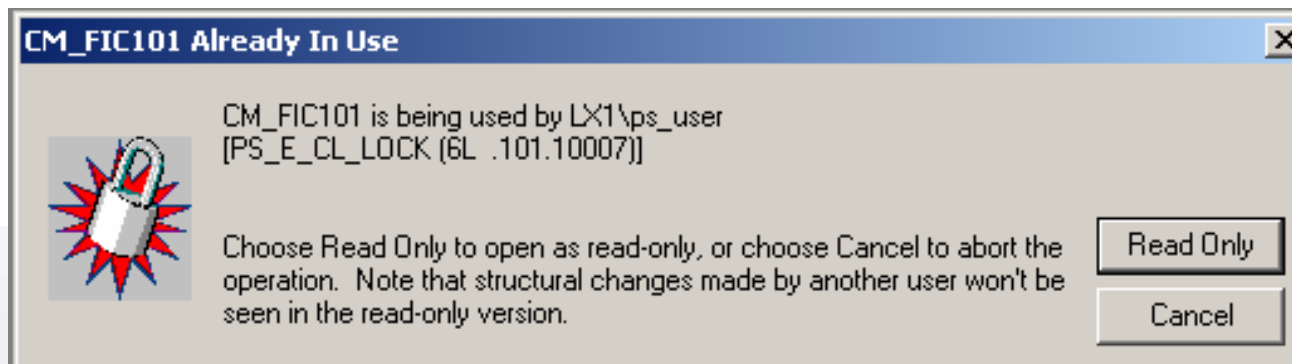 CM_FIC101 Already In Use
CM_FIC101 is being used by LX1\ps_user
[PS_E_CL_LOCK (6L  .101.10007)]
Choose Read Only to open as read-only, or choose Cancel to abort the
operation.  Note that structural changes made by another user won't be
seen in the read-only version.
Read Only
Cancel